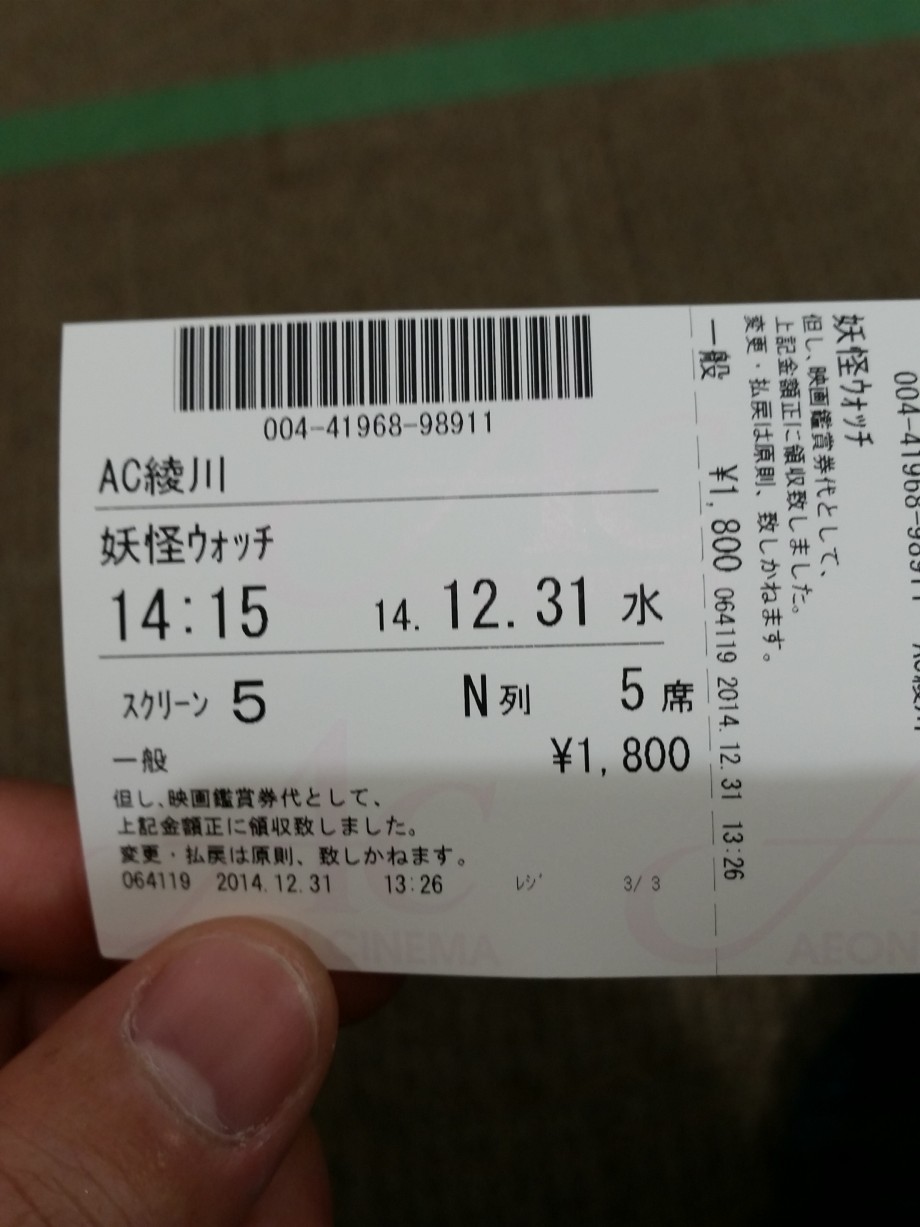 004-41968-98911
AC綾川
妖怪ウォッチ
14:15 14.12.31 水
スクリーン 5 N列 5席
一般 ¥1,800
但し、映画鑑賞券代として、
上記金額正に領収致しました。
変更・払戻は原則、致しかねます。
064119 2014.12.31 13:26 レジ 3/ 3
CINEMA
一般 ¥1,800 064119 2014.12.31 13:26
妖怪ウォッチ
但し、映画鑑賞券代として、
上記金額正に領収致しました。
変更・払戻は原則、致しかねます。
004-41968-98911
AEON